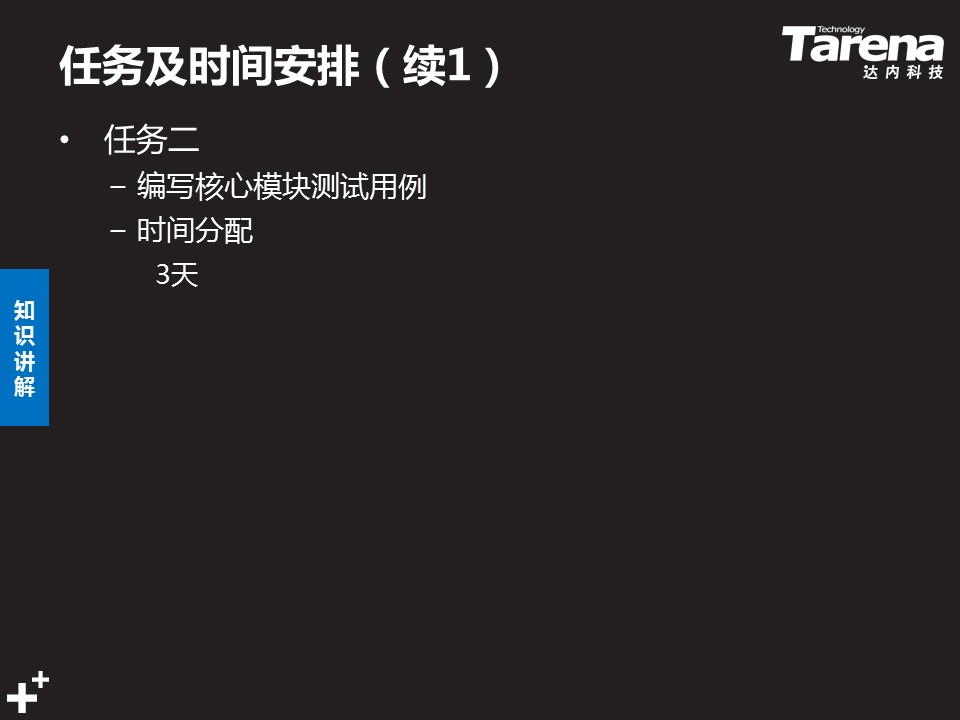 任务及时间安排（续1）
Technology
Tarena
达内科技
• 任务二
– 编写核心模块测试用例
– 时间分配
3天
知识讲解